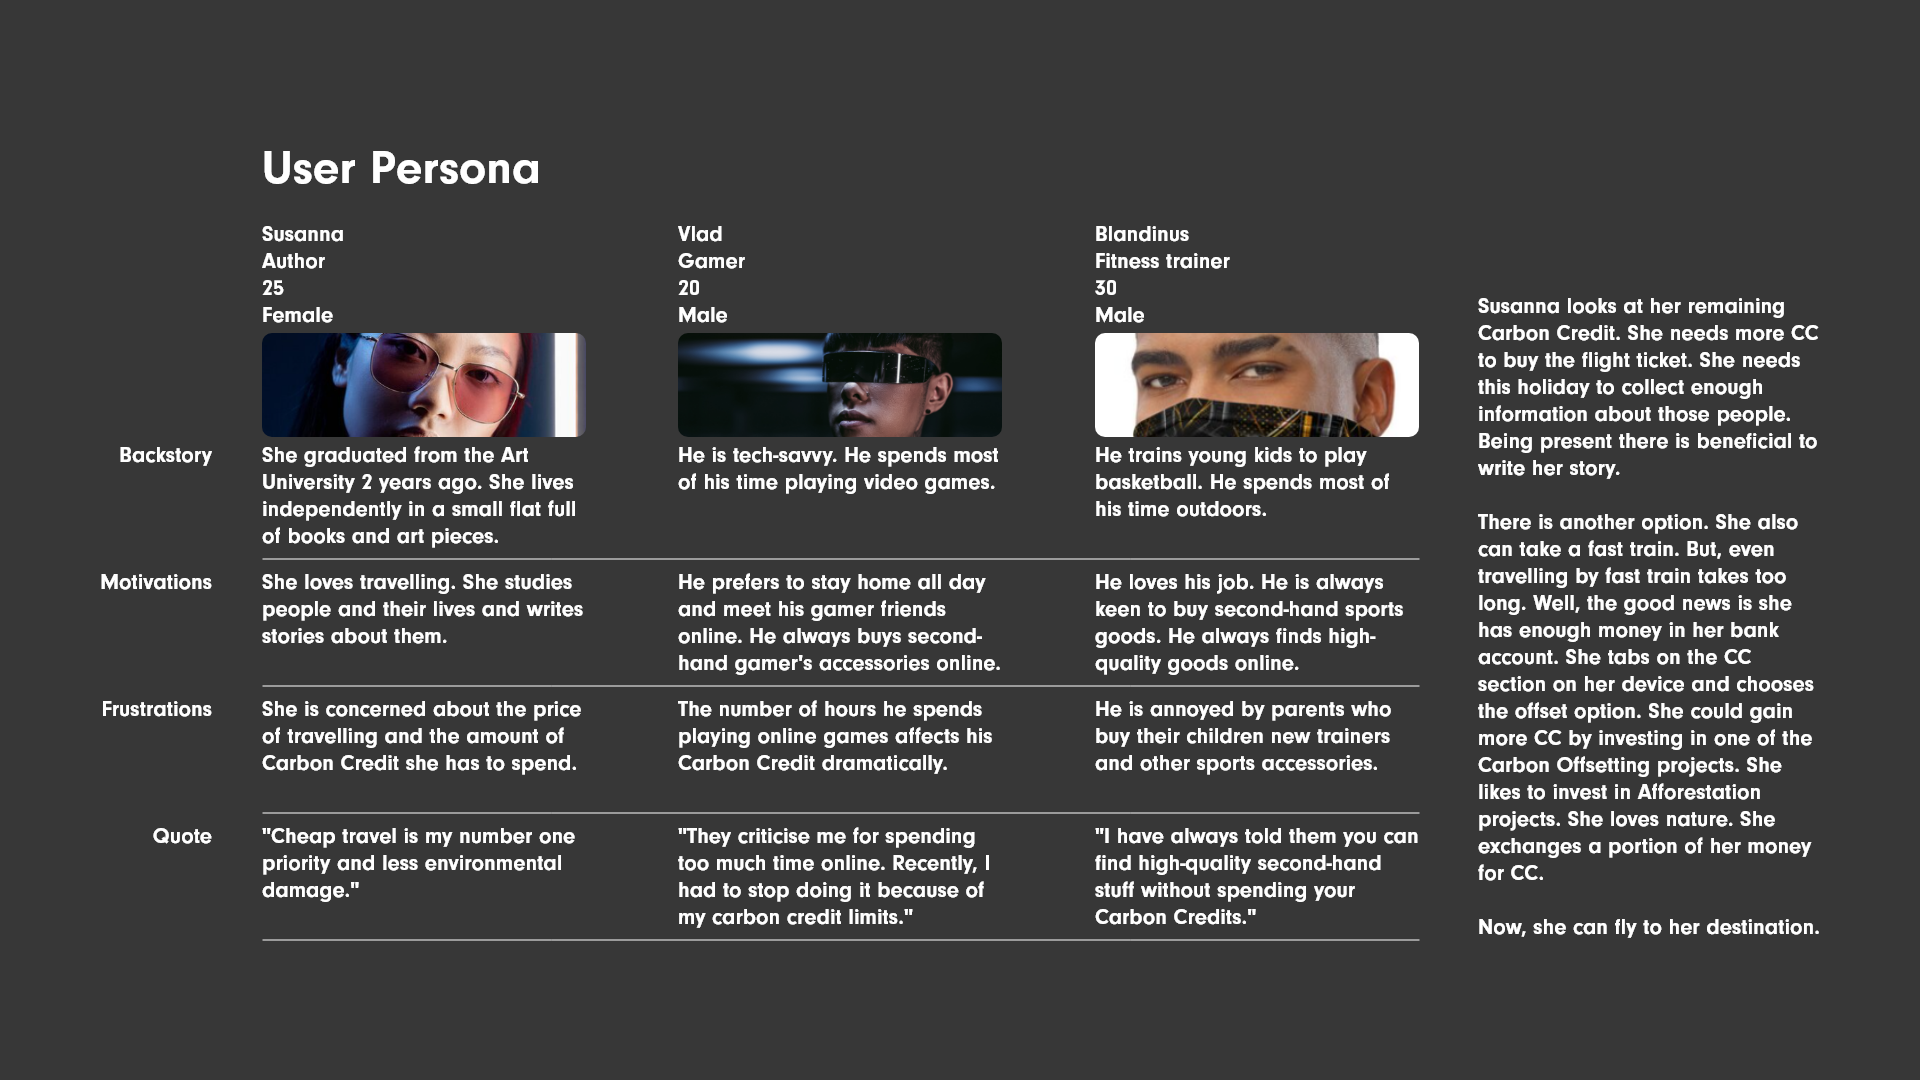 User Persona
Susanna
Author
25
Female
Vlad
Gamer
20
Male
Blandinus
Fitness trainer
30
Male
Backstory
She graduated from the Art
University 2 years ago. She lives
independently in a small flat full
of books and art pieces.
He is tech-savvy. He spends most
of his time playing video games.
He trains young kids to play
basketball. He spends most of
his time outdoors.
Motivations
She loves travelling. She studies
people and their lives and writes
stories about them.
He prefers to stay home all day
and meet his gamer friends
online. He always buys second-
hand gamer's accessories online.
He loves his job. He is always
keen to buy second-hand sports
goods. He always finds high-
quality goods online.
Frustrations
She is concerned about the price
of travelling and the amount of
Carbon Credit she has to spend.
The number of hours he spends
playing online games affects his
Carbon Credit dramatically.
He is annoyed by parents who
buy their children new trainers
and other sports accessories.
Quote
"Cheap travel is my number one
priority and less environmental
damage."
"They criticise me for spending
too much time online. Recently, I
had to stop doing it because of
my carbon credit limits."
"I have always told them you can
find high-quality second-hand
stuff without spending your
Carbon Credits."
Susanna looks at her remaining
Carbon Credit. She needs more CC
to buy the flight ticket. She needs
this holiday to collect enough
information about those people.
Being present there is beneficial to
write her story.
There is another option. She also
can take a fast train. But, even
travelling by fast train takes too
long. Well, the good news is she
has enough money in her bank
account. She tabs on the CC
section on her device and chooses
the offset option. She could gain
more CC by investing in one of the
Carbon Offsetting projects. She
likes to invest in Afforestation
projects. She loves nature. She
exchanges a portion of her money
for CC.
Now, she can fly to her destination.